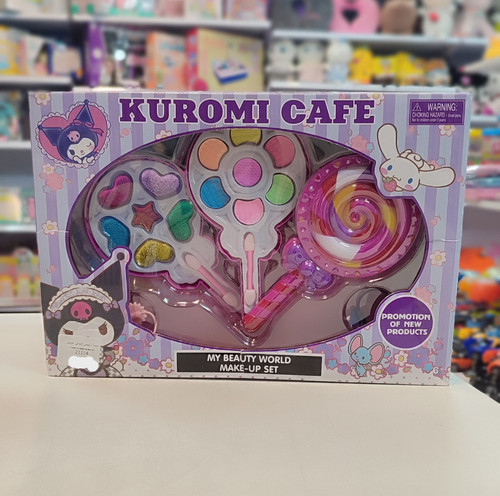 KUROMI CAFE
WARNING:
CHOKING HAZARD
PROMOTION
OF NEW
PRODUCTS
MY BEAUTY WORLD
MAKE-UP SET